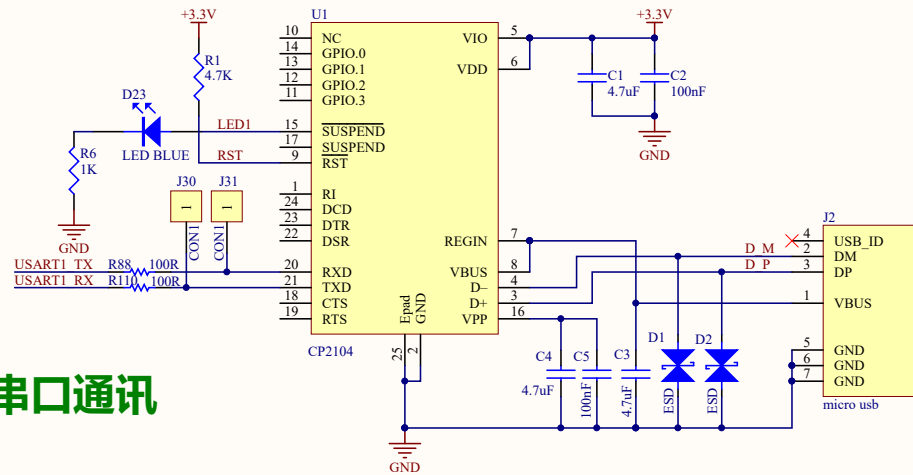 +3.3V
U1
+3.3V
10 NC VIO 5
14 GPIO.0
13 GPIO.1 VDD 6
12 GPIO.2
11 GPIO.3
R1
4.7K
C1
4.7uF
C2
100nF
GND
D23
LED BLUE
LED1 15 SUSPEND
17 SUSPEND
RST 9 RST
R6
1K
GND
J30
1
CON1
J31
1
CON1
1 RI
24 DCD
23 DTR
22 DSR
REGIN 7
VBUS 8
D– 4
D+ 3
VPP 16
USART1_TX R88 100R 20 RXD
USART1_RX R110 100R 21 TXD
18 CTS
19 RTS
Epad
GND
25
2
CP2104
J2
4 USB_ID
D_M 2 DM
D_P 3 DP
1 VBUS
5 GND
6 GND
7 GND
micro usb
C4
4.7uF
C5
100nF
C3
4.7uF
D1
ESD
D2
ESD
串口通讯
GND